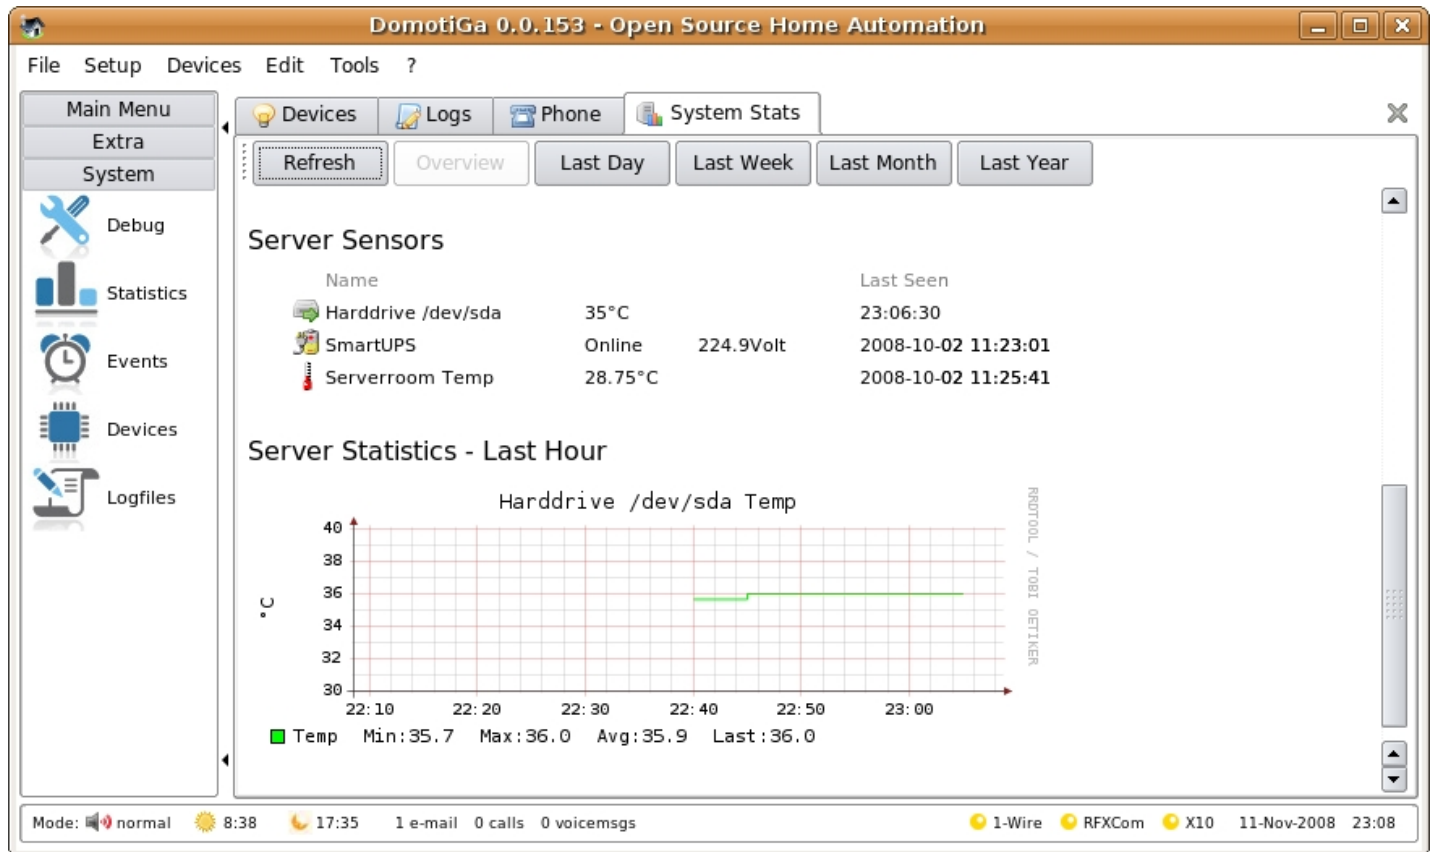 DomotiGa 0.0.153 - Open Source Home Automation
File Setup Devices Edit Tools ?
Main Menu
Extra
System
Debug
Statistics
Events
Devices
Logfiles
Devices Logs Phone System Stats
Refresh Overview Last Day Last Week Last Month Last Year
Server Sensors
Name Last Seen
Harddrive /dev/sda 35°C 23:06:30
SmartUPS Online 224.9Volt 2008-10-02 11:23:01
Serverroom Temp 28.75°C 2008-10-02 11:25:41
Server Statistics - Last Hour
Harddrive /dev/sda Temp
RRDTOOL / TOBI OETIKER
°C
40
38
36
34
32
30
22:10 22:20 22:30 22:40 22:50 23:00
Temp Min:35.7 Max:36.0 Avg:35.9 Last:36.0
Mode: normal 8:38 17:35 1 e-mail 0 calls 0 voicemsgs 1-Wire RFXCom X10 11-Nov-2008 23:08